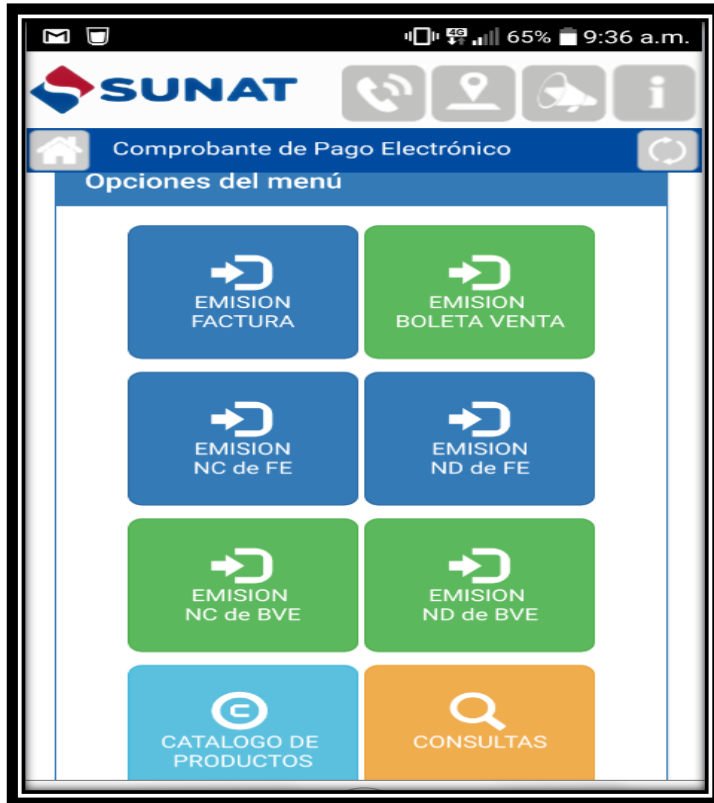 4G 65% 9:36 a.m.
SUNAT
Comprobante de Pago Electrónico
Opciones del menú
EMISION
FACTURA
EMISION
BOLETA VENTA
EMISION
NC de FE
EMISION
ND de FE
EMISION
NC de BVE
EMISION
ND de BVE
CATALOGO DE
PRODUCTOS
CONSULTAS